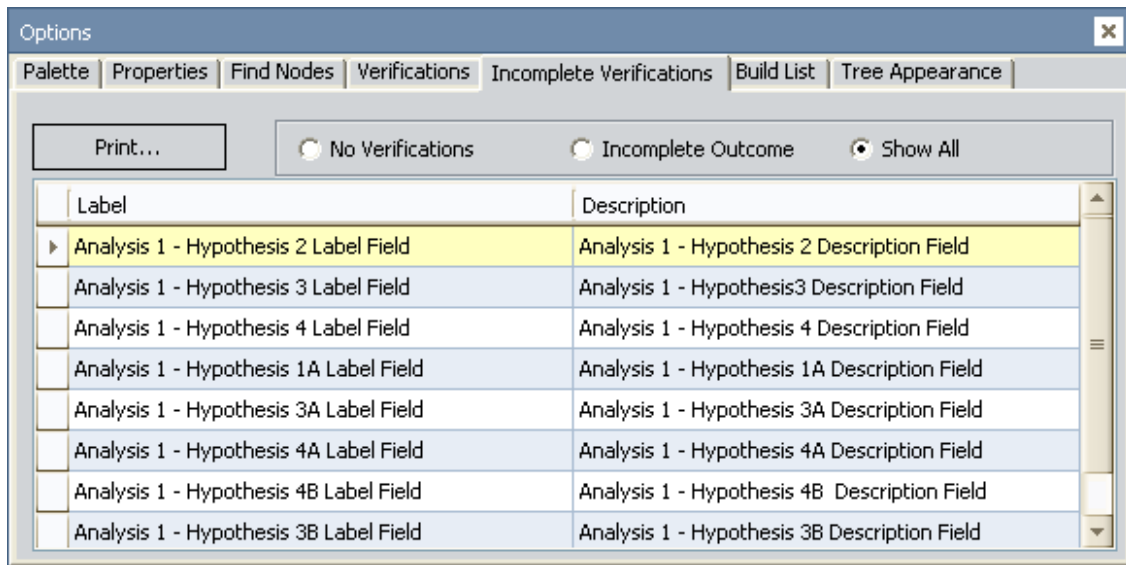 Options
Palette Properties Find Nodes Verifications Incomplete Verifications Build List Tree Appearance
Print... No Verifications Incomplete Outcome Show All
Label Description
Analysis 1 - Hypothesis 2 Label Field Analysis 1 - Hypothesis 2 Description Field
Analysis 1 - Hypothesis 3 Label Field Analysis 1 - Hypothesis3 Description Field
Analysis 1 - Hypothesis 4 Label Field Analysis 1 - Hypothesis 4 Description Field
Analysis 1 - Hypothesis 1A Label Field Analysis 1 - Hypothesis 1A Description Field
Analysis 1 - Hypothesis 3A Label Field Analysis 1 - Hypothesis 3A Description Field
Analysis 1 - Hypothesis 4A Label Field Analysis 1 - Hypothesis 4A Description Field
Analysis 1 - Hypothesis 4B Label Field Analysis 1 - Hypothesis 4B  Description Field
Analysis 1 - Hypothesis 3B Label Field Analysis 1 - Hypothesis 3B Description Field